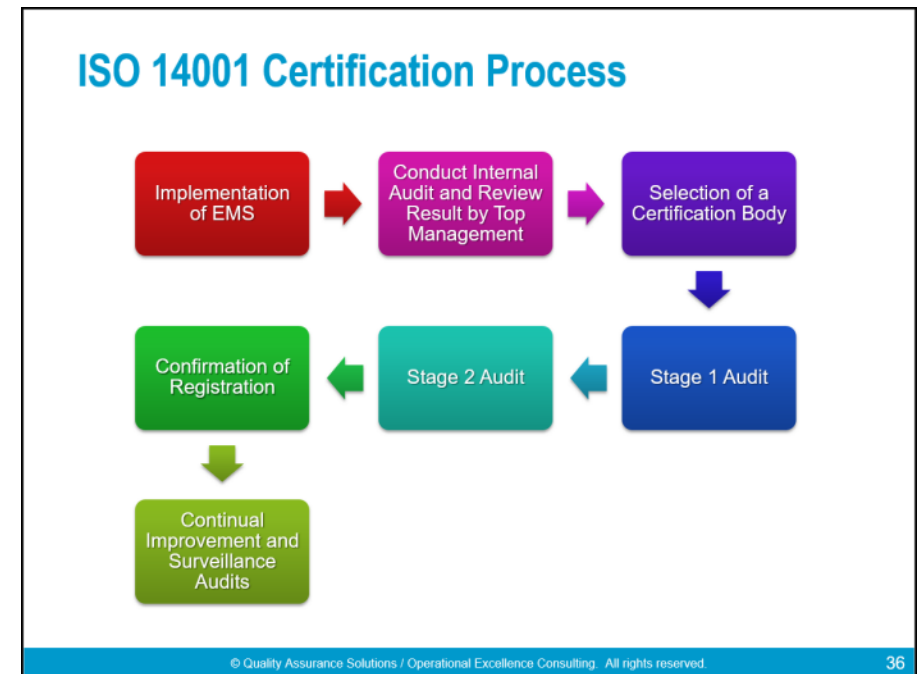 ISO 14001 Certification Process
Implementation
of EMS
Conduct Internal
Audit and Review
Result by Top
Management
Selection of a
Certification Body
Stage 1 Audit
Stage 2 Audit
Confirmation of
Registration
Continual
Improvement and
Surveillance
Audits
© Quality Assurance Solutions / Operational Excellence Consulting. All rights reserved.
36